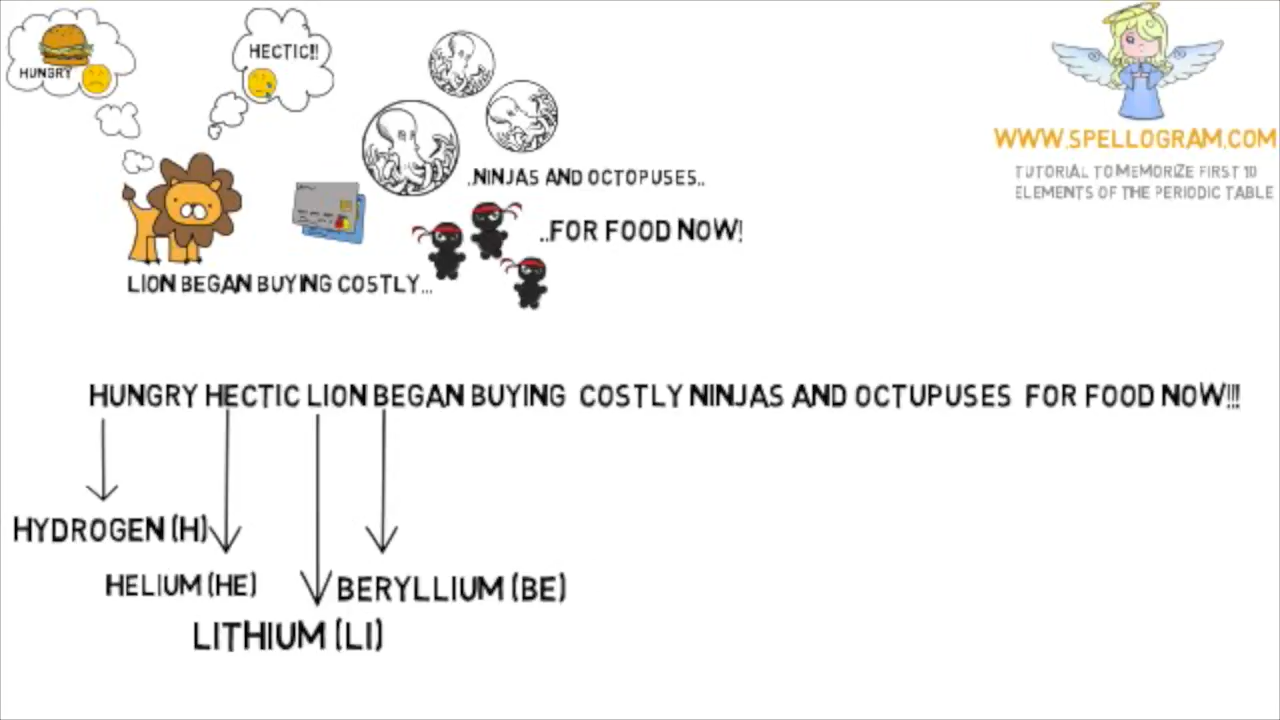 HUNGRY
HECTIC!!
WWW.SPELLOGRAM.COM
TUTORIAL TO MEMORIZE FIRST 10
ELEMENTS OF THE PERIODIC TABLE
.NINJAS AND OCTOPUSES..
..FOR FOOD NOW!
LION BEGAN BUYING COSTLY...
HUNGRY HECTIC LION BEGAN BUYING COSTLY NINJAS AND OCTUPUSES FOR FOOD NOW!!!
HYDROGEN (H)
HELIUM (HE)
BERYLLIUM (BE)
LITHIUM (LI)